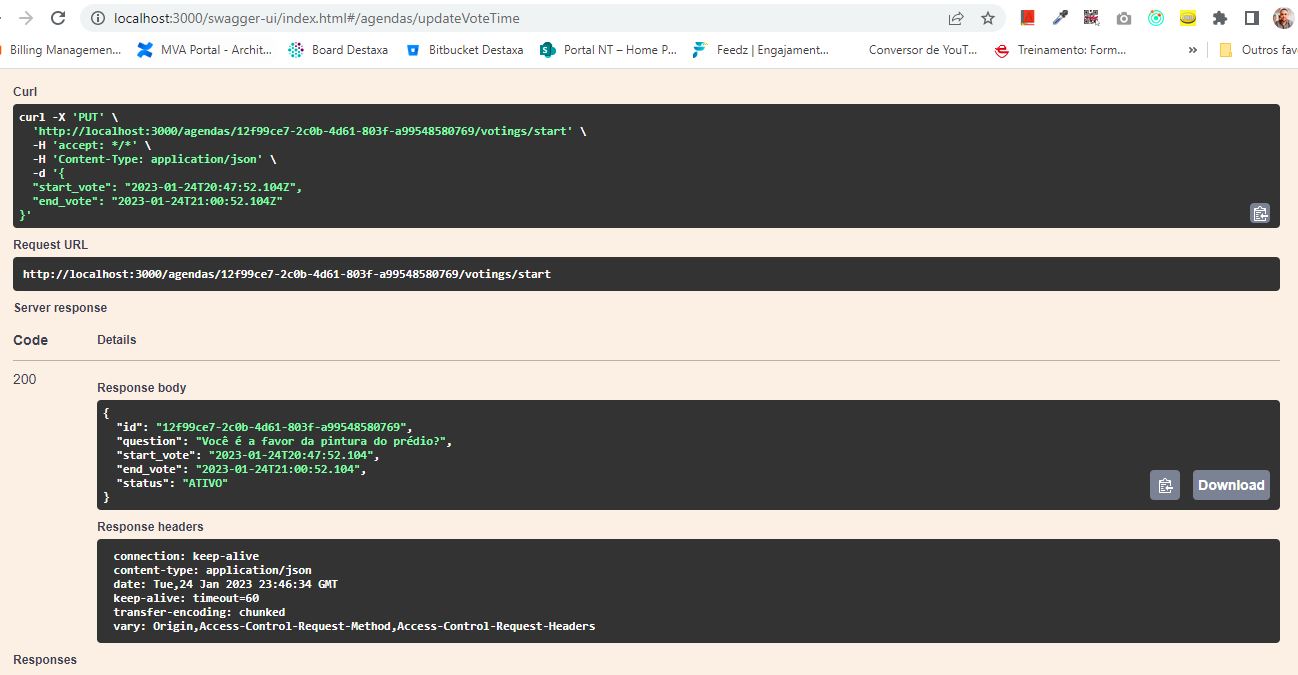 localhost:3000/swagger-ui/index.html#/agendas/updateVoteTime
Billing Managemen... MVA Portal - Archit... Board Destaxa Bitbucket Destaxa Portal NT – Home P... Feedz | Engajament... Conversor de YouT... Treinamento: Form... » Outros fav
Curl
curl -X 'PUT' \
'http://localhost:3000/agendas/12f99ce7-2c0b-4d61-803f-a99548580769/votings/start' \
-H 'accept: */*' \
-H 'Content-Type: application/json' \
-d '{
"start_vote": "2023-01-24T20:47:52.104Z",
"end_vote": "2023-01-24T21:00:52.104Z"
}'
Request URL
http://localhost:3000/agendas/12f99ce7-2c0b-4d61-803f-a99548580769/votings/start
Server response
Code Details
200
Response body
{
"id": "12f99ce7-2c0b-4d61-803f-a99548580769",
"question": "Você é a favor da pintura do prédio?",
"start_vote": "2023-01-24T20:47:52.104",
"end_vote": "2023-01-24T21:00:52.104",
"status": "ATIVO"
}
Download
Response headers
connection: keep-alive
content-type: application/json
date: Tue,24 Jan 2023 23:46:34 GMT
keep-alive: timeout=60
transfer-encoding: chunked
vary: Origin,Access-Control-Request-Method,Access-Control-Request-Headers
Responses